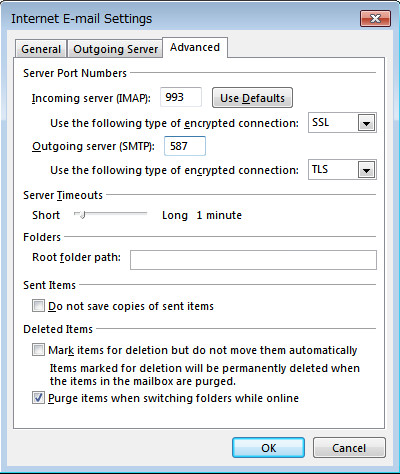 Internet E-mail Settings
General
Outgoing Server
Advanced
Server Port Numbers
Incoming server (IMAP): 993 Use Defaults
Use the following type of encrypted connection: SSL
Outgoing server (SMTP): 587
Use the following type of encrypted connection: TLS
Server Timeouts
Short Long 1 minute
Folders
Root folder path:
Sent Items
Do not save copies of sent items
Deleted Items
Mark items for deletion but do not move them automatically
Items marked for deletion will be permanently deleted when
the items in the mailbox are purged.
Purge items when switching folders while online
OK Cancel